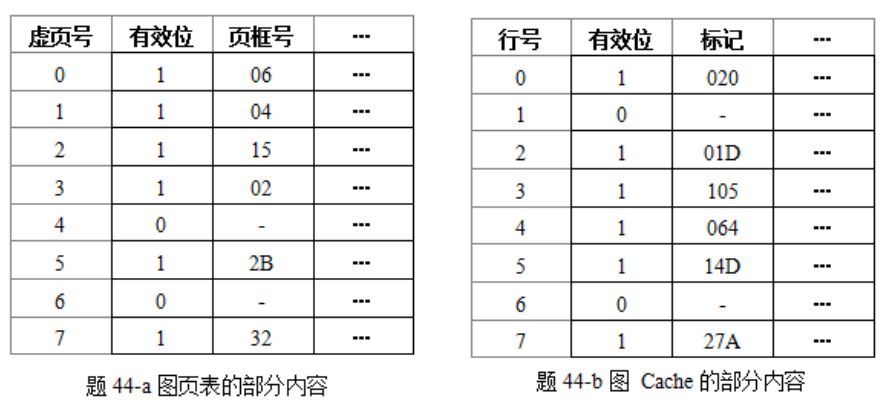 虚页号 有效位 页框号 ---
0 1 06 ---
1 1 04 ---
2 1 15 ---
3 1 02 ---
4 0 - ---
5 1 2B ---
6 0 - ---
7 1 32 ---
题 44-a 图页表的部分内容
行号 有效位 标记 ---
0 1 020 ---
1 0 - ---
2 1 01D ---
3 1 105 ---
4 1 064 ---
5 1 14D ---
6 0 - ---
7 1 27A ---
题 44-b 图 Cache 的部分内容